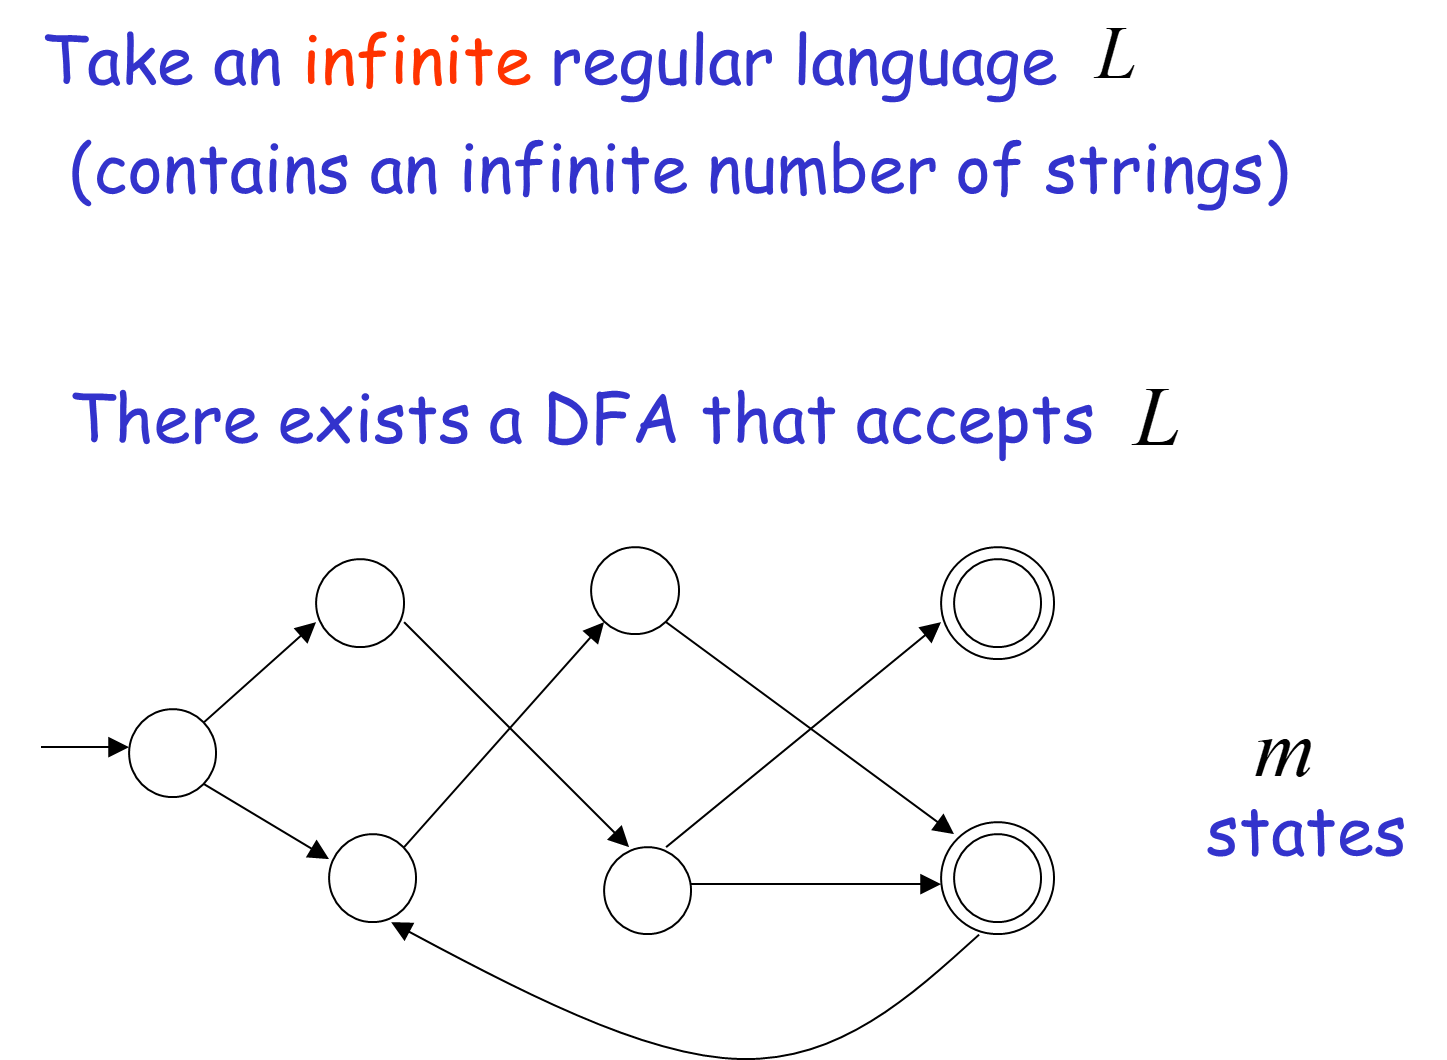 Take an infinite regular language L
(contains an infinite number of strings)
There exists a DFA that accepts L
m
states